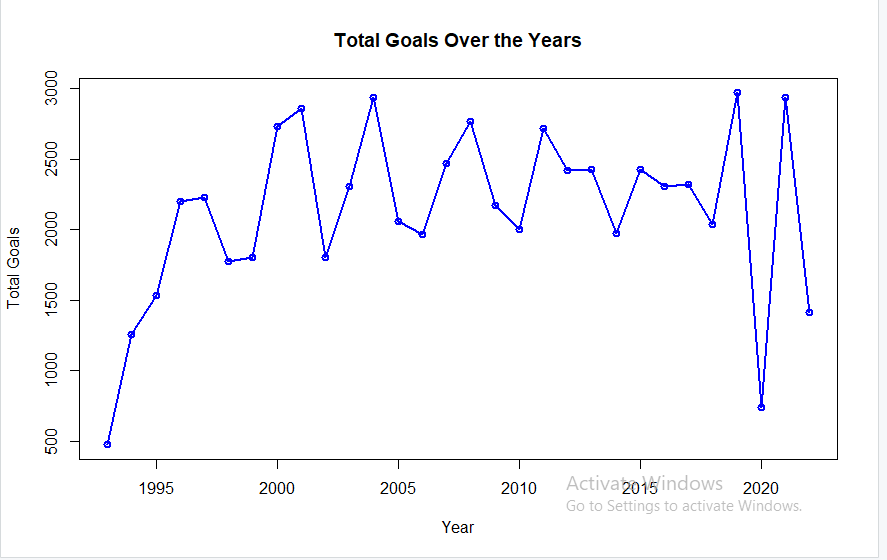 Total Goals Over the Years
Total Goals
3000
2500
2000
1500
1000
500
1995 2000 2005 2010 2015 2020
Year
Activate Windows
Go to Settings to activate Windows.